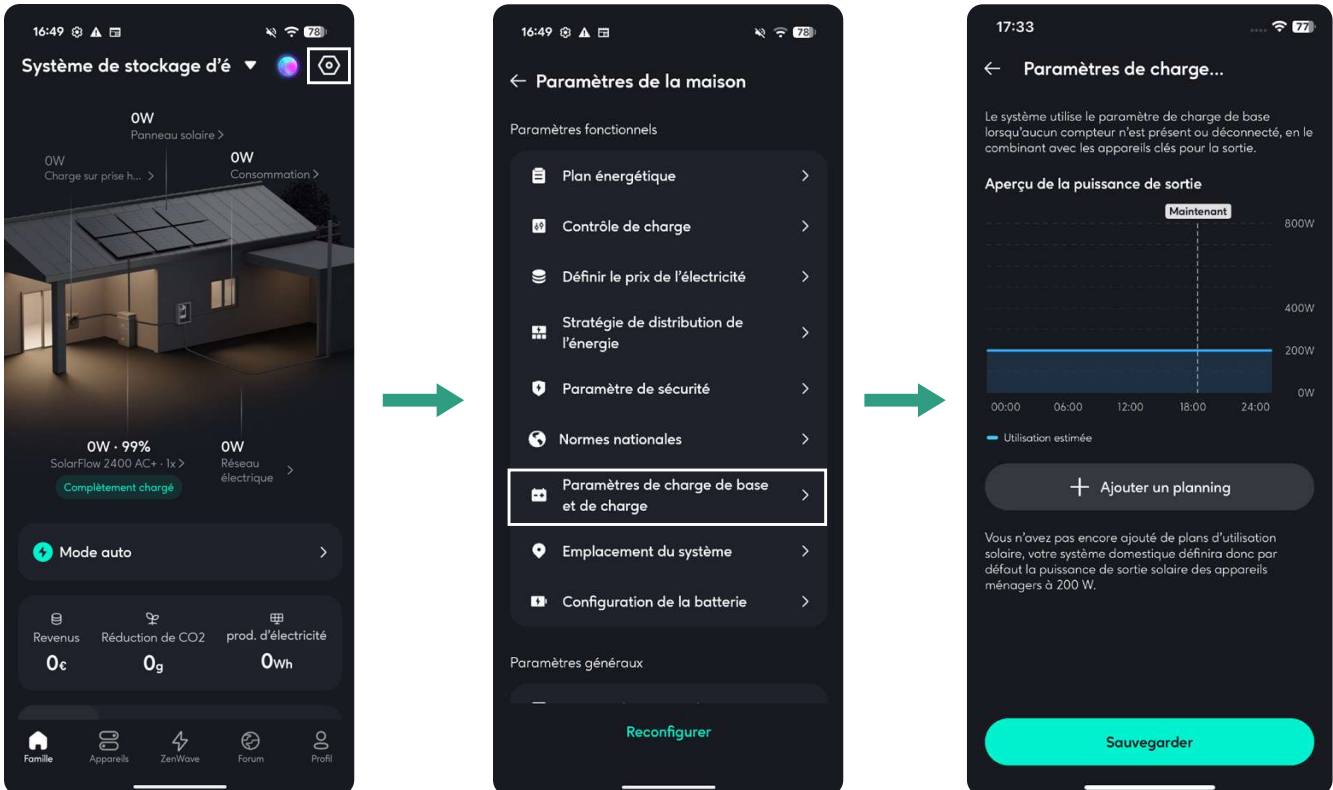 16:49
78
Système de stockage d'é
0W
Panneau solaire >
0W
Charge sur prise h... >
0W
Consommation >
0W · 99%
SolarFlow 2400 AC+ · 1x >
Complètement chargé
0W
Réseau
électrique >
Mode auto
Revenus
0€
Réduction de CO2
0g
prod. d'électricité
0Wh
Famille
Appareils
ZenWave
Forum
Profil
16:49
78
Paramètres de la maison
Paramètres fonctionnels
Plan énergétique
Contrôle de charge
Définir le prix de l'électricité
Stratégie de distribution de
l'énergie
Paramètre de sécurité
Normes nationales
Paramètres de charge de base
et de charge
Emplacement du système
Configuration de la batterie
Paramètres généraux
Reconfigurer
17:33
77
Paramètres de charge...
Le système utilise le paramètre de charge de base
lorsqu'aucun compteur n'est présent ou déconnecté, en le
combinant avec les appareils clés pour la sortie.
Aperçu de la puissance de sortie
Maintenant
800W
400W
200W
0W
00:00 06:00 12:00 18:00 24:00
Utilisation estimée
+ Ajouter un planning
Vous n'avez pas encore ajouté de plans d'utilisation
solaire, votre système domestique définira donc par
défaut la puissance de sortie solaire des appareils
ménagers à 200 W.
Sauvegarder